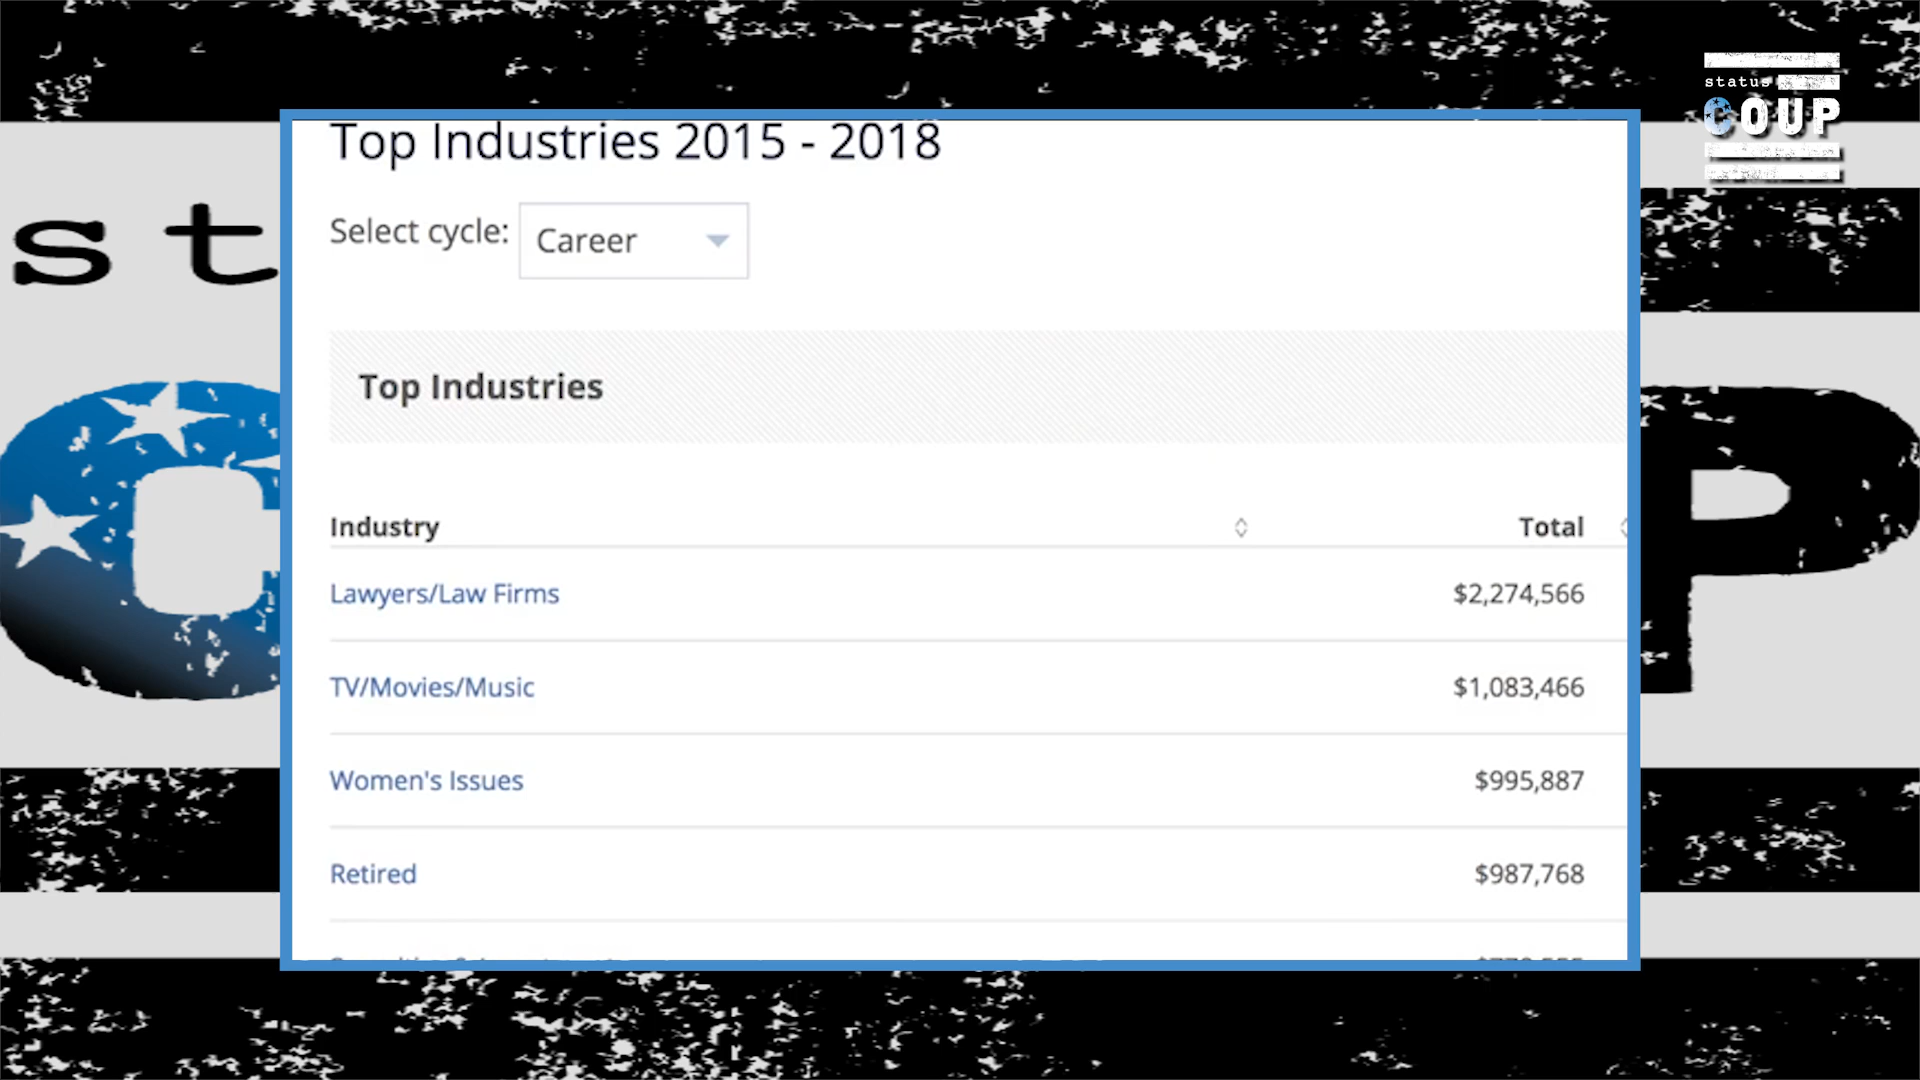 status
COUP
Top Industries 2015 - 2018
Select cycle: Career
st
Top Industries
Industry Total
Lawyers/Law Firms $2,274,566
TV/Movies/Music $1,083,466
Women's Issues $995,887
Retired $987,768
C P